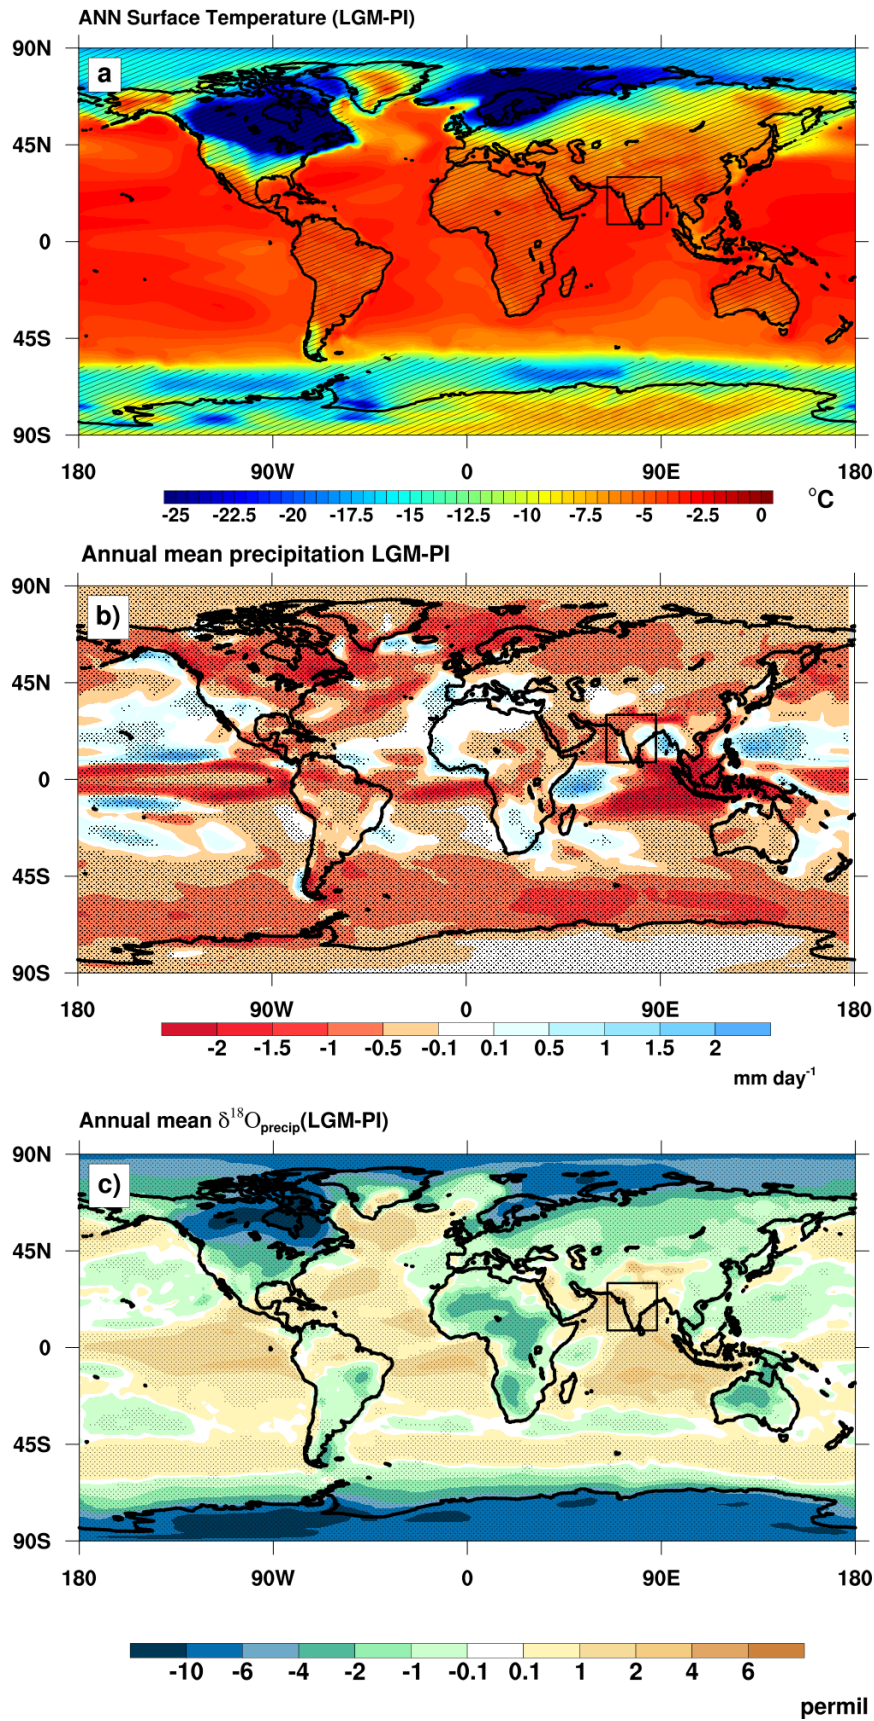 ANN Surface Temperature (LGM-PI)
a
90N
45N
0
45S
90S
180 90W 0 90E 180
-25 -22.5 -20 -17.5 -15 -12.5 -10 -7.5 -5 -2.5 0 °C
Annual mean precipitation LGM-PI
b)
90N
45N
0
45S
90S
180 90W 0 90E 180
-2 -1.5 -1 -0.5 -0.1 0.1 0.5 1 1.5 2
mm day⁻¹
Annual mean δ¹⁸Oprecip(LGM-PI)
c)
90N
45N
0
45S
90S
180 90W 0 90E 180
-10 -6 -4 -2 -1 -0.1 0.1 1 2 4 6
permil